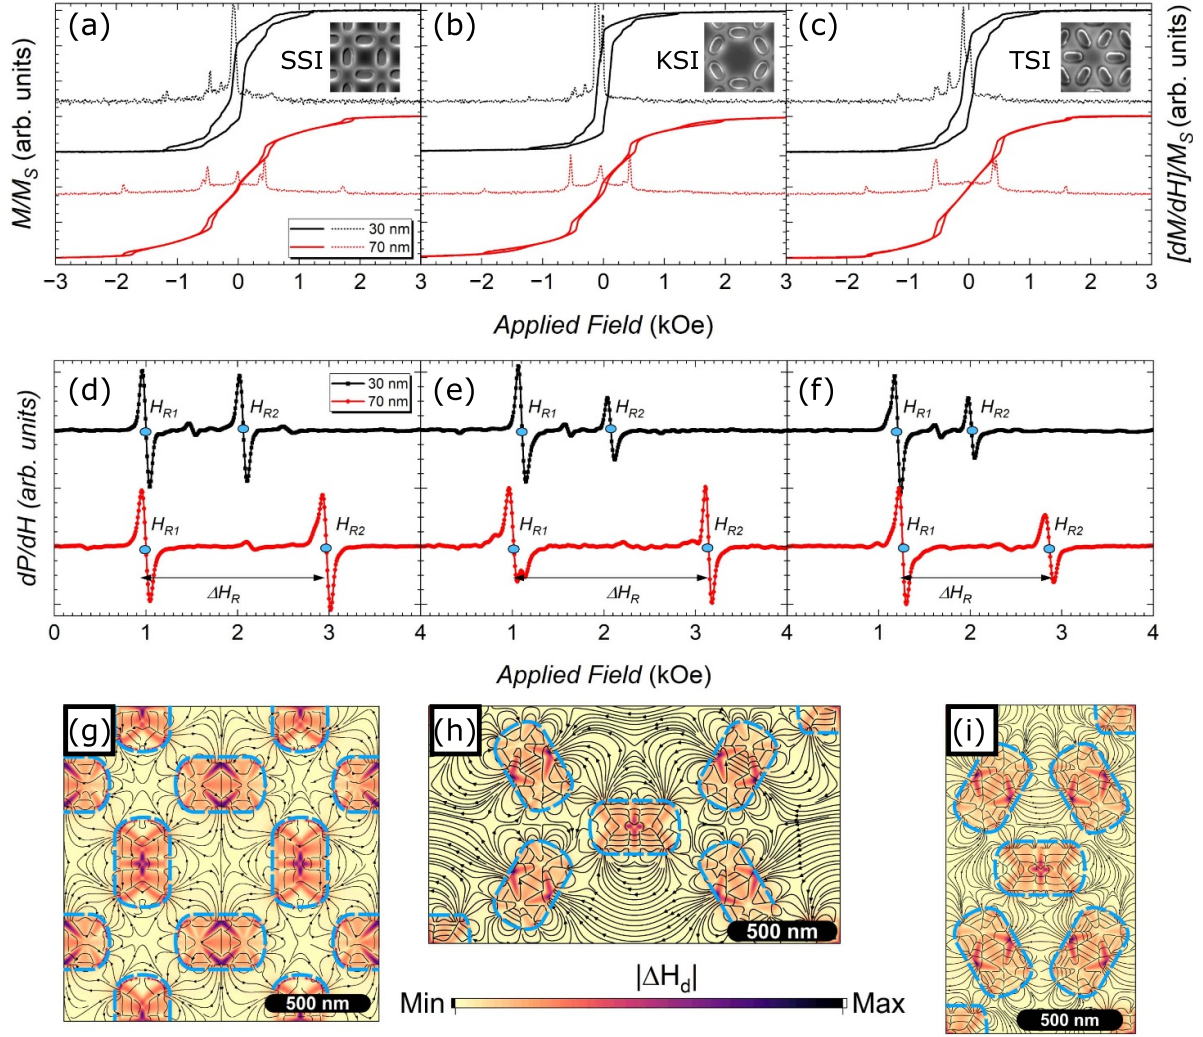 (a)
SSI
(b)
KSI
(c)
TSI
M/M_S (arb. units)
[dM/dH]/M_S (arb. units)
30 nm
70 nm
−3 −2 −1 0 1 2 3 −2 −1 0 1 2 3 −2 −1 0 1 2 3
Applied Field (kOe)
(d)
30 nm
70 nm
(e)
(f)
H_R1 H_R2 H_R1 H_R2 H_R1 H_R2
dP/dH (arb. units)
H_R1 H_R2 H_R1 H_R2 H_R1 H_R2
ΔH_R ΔH_R ΔH_R
0 1 2 3 4 1 2 3 4 1 2 3 4
Applied Field (kOe)
(g)
500 nm
(h)
500 nm
(i)
500 nm
|ΔH_d|
Min Max